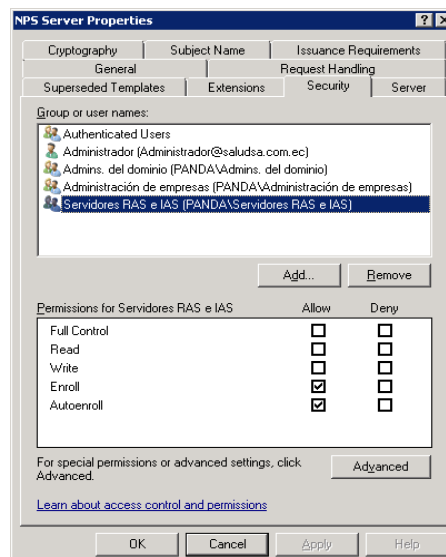 NPS Server Properties
Cryptography Subject Name Issuance Requirements
General Request Handling
Superseded Templates Extensions Security Server
Group or user names:
Authenticated Users
Administrador (Administrador@saludsa.com.ec)
Admins. del dominio (PANDA\Admins. del dominio)
Administración de empresas (PANDA\Administración de empresas)
Servidores RAS e IAS (PANDA\Servidores RAS e IAS)
Add... Remove
Permissions for Servidores RAS e IAS Allow Deny
Full Control
Read
Write
Enroll
Autoenroll
For special permissions or advanced settings, click
Advanced. Advanced
Learn about access control and permissions
OK Cancel Apply Help